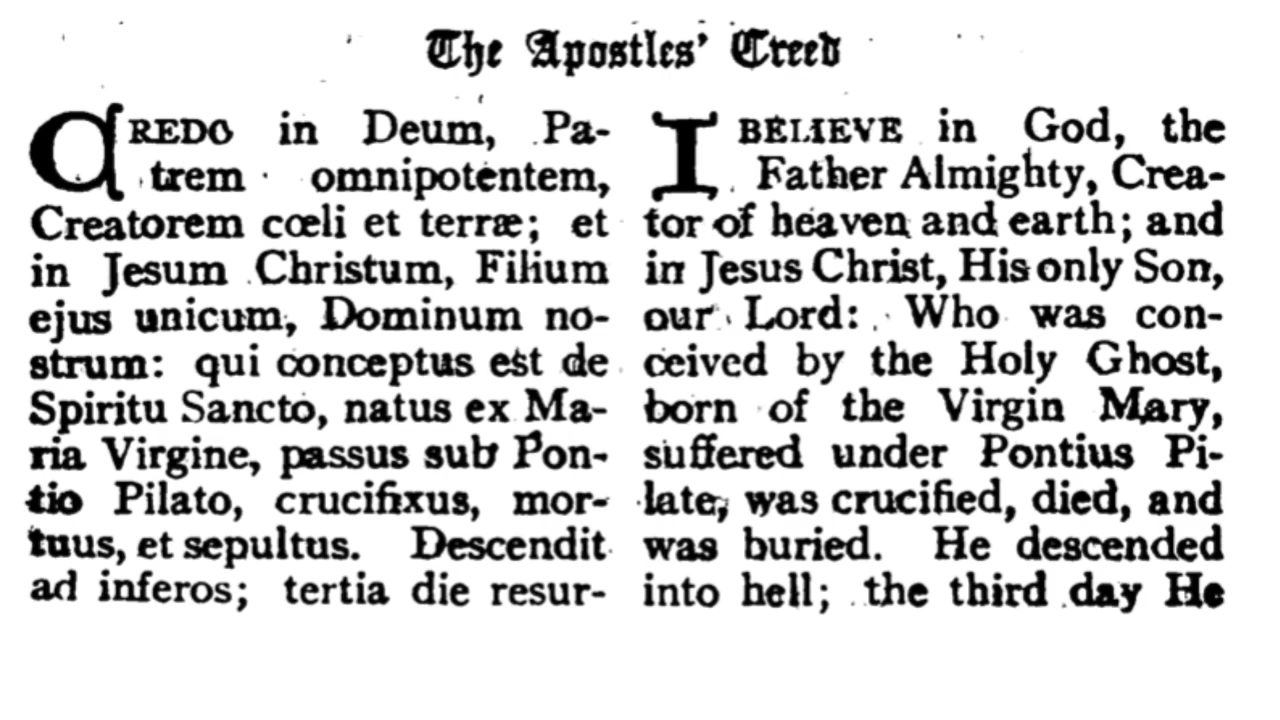 The Apostles' Creed
CREDO in Deum, Pa-
trem omnipotentem,
Creatorem cœli et terræ; et
in Jesum Christum, Filium
ejus unicum, Dominum no-
strum: qui conceptus est de
Spiritu Sancto, natus ex Ma-
ria Virgine, passus sub Pon-
tio Pilato, crucifixus, mor-
tuus, et sepultus. Descendit
ad inferos; tertia die resur-
I BELIEVE in God, the
Father Almighty, Crea-
tor of heaven and earth; and
in Jesus Christ, His only Son,
our Lord: Who was con-
ceived by the Holy Ghost,
born of the Virgin Mary,
suffered under Pontius Pi-
late, was crucified, died, and
was buried. He descended
into hell; the third day He